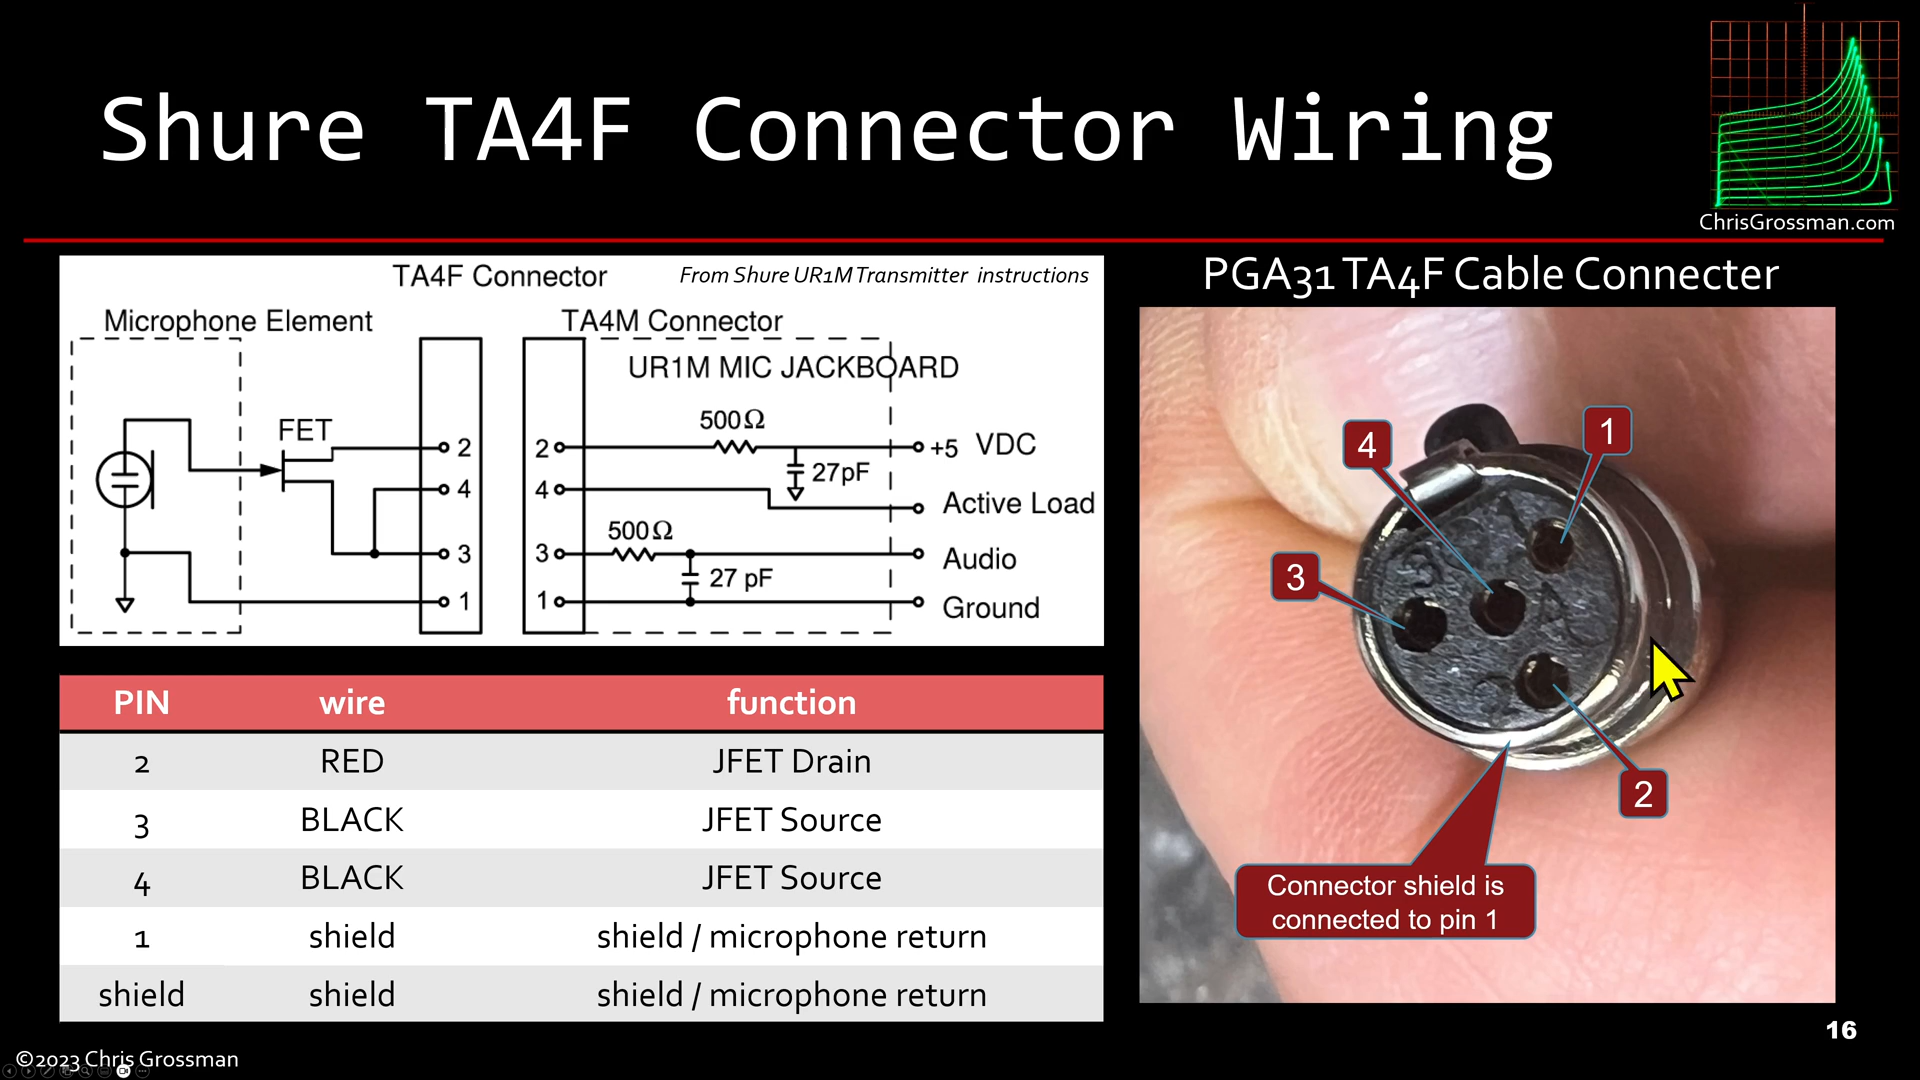 Shure TA4F Connector Wiring
ChrisGrossman.com
TA4F Connector
From Shure UR1M Transmitter instructions
Microphone Element
TA4M Connector
UR1M MIC JACKBOARD
FET
2
4
3
1
2
4
3
1
500Ω
27pF
500Ω
27 pF
+5 VDC
Active Load
Audio
Ground
PIN wire function
2 RED JFET Drain
3 BLACK JFET Source
4 BLACK JFET Source
1 shield shield / microphone return
shield shield shield / microphone return
PGA31 TA4F Cable Connecter
4
1
3
2
Connector shield is
connected to pin 1
16
©2023 Chris Grossman